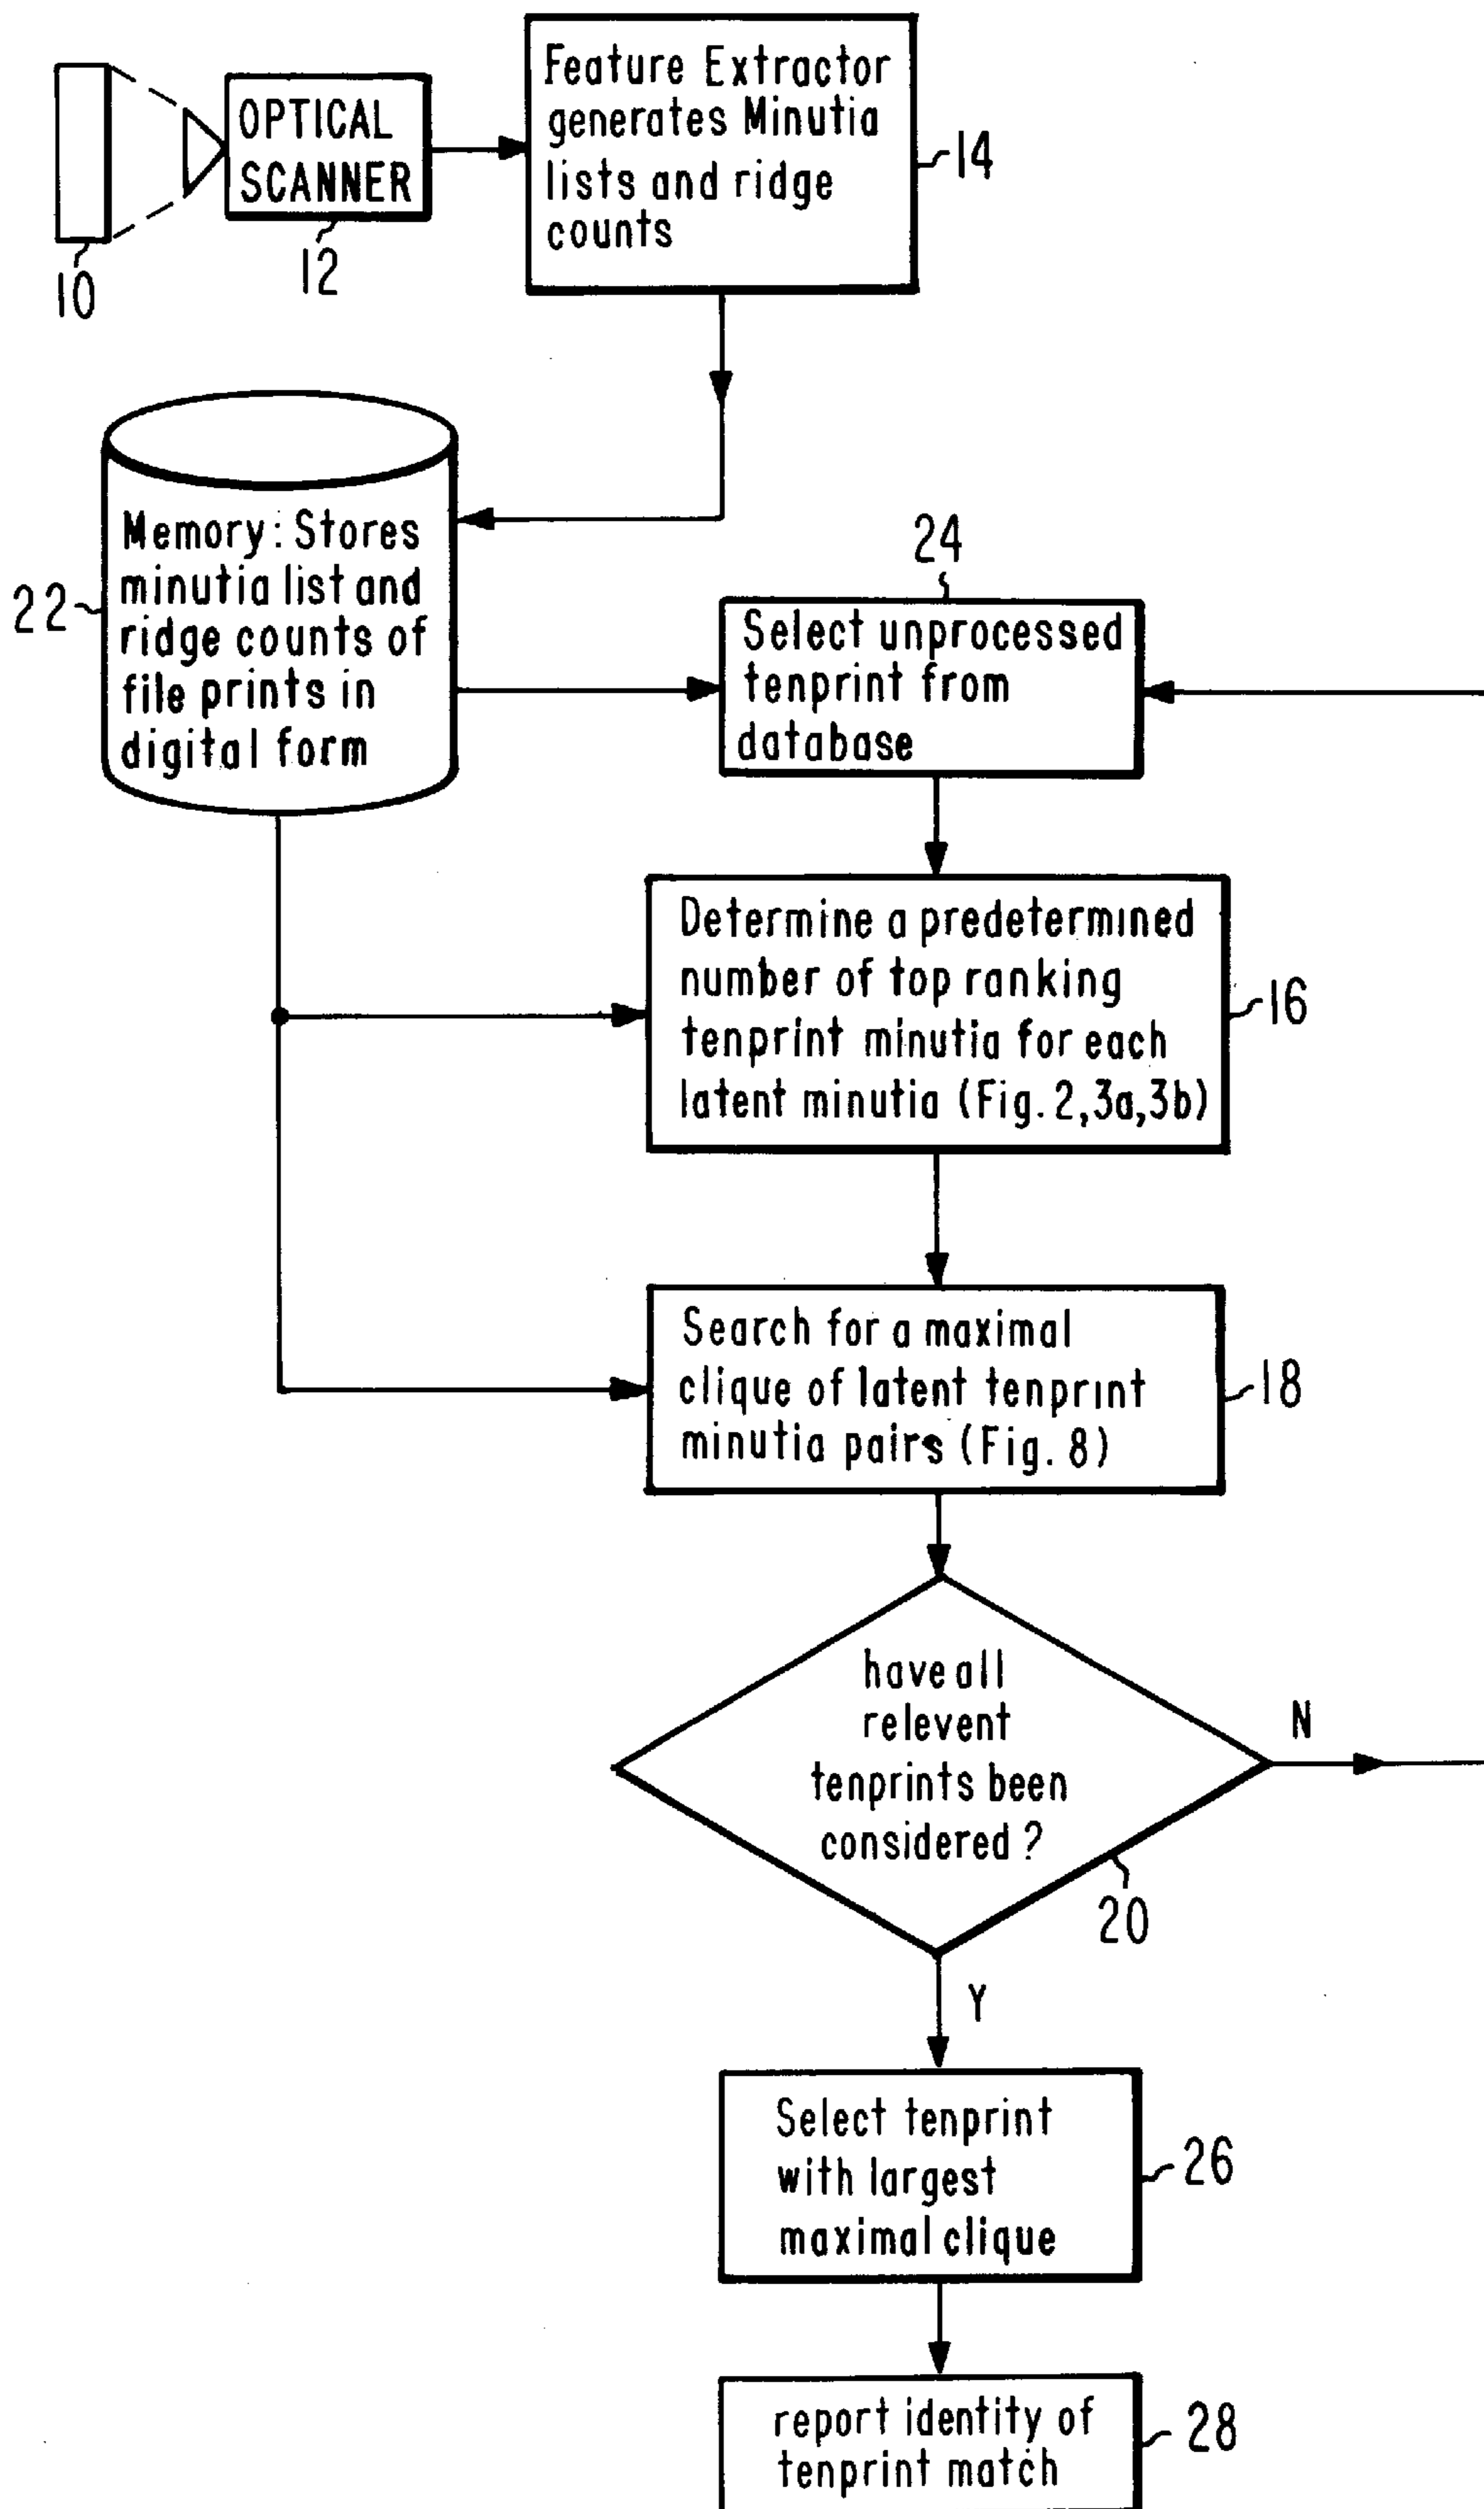 Feature Extractor
generates Minutia
lists and ridge
counts
14
OPTICAL
SCANNER
10
12
Memory: Stores
minutia list and
ridge counts of
file prints in
digital form
22
24
Select unprocessed
tenprint from
database
Determine a predetermined
number of top ranking
tenprint minutia for each
latent minutia (Fig. 2,3a,3b)
16
Search for a maximal
clique of latent tenprint
minutia pairs (Fig. 8)
18
have all
relevent
tenprints been
considered?
N
20
Y
Select tenprint
with largest
maximal clique
26
report identity of
tenprint match
28